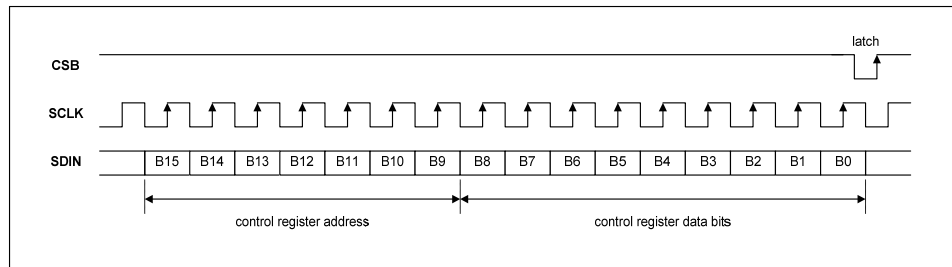 latch
CSB
SCLK
SDIN B15 B14 B13 B12 B11 B10 B9 B8 B7 B6 B5 B4 B3 B2 B1 B0
control register address control register data bits